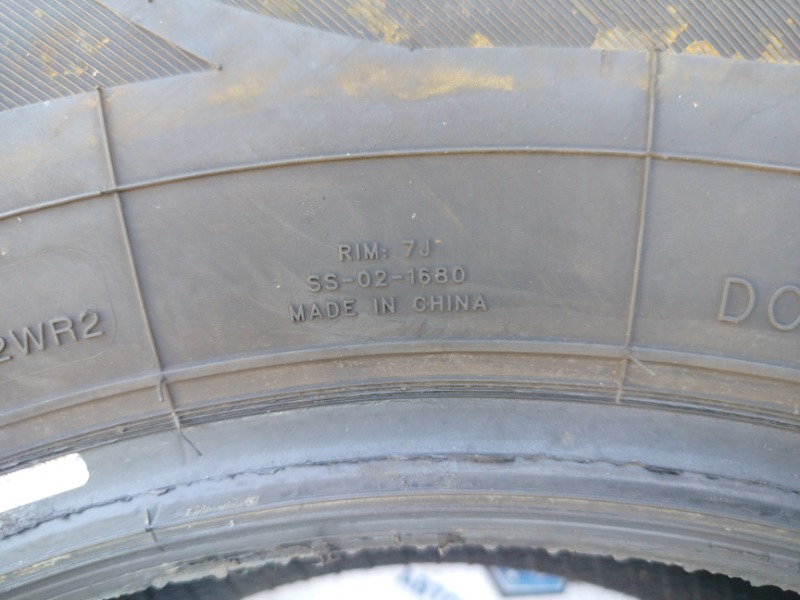 RIM: 7J
SS-02-1680
MADE IN CHINA
2WR2
DO